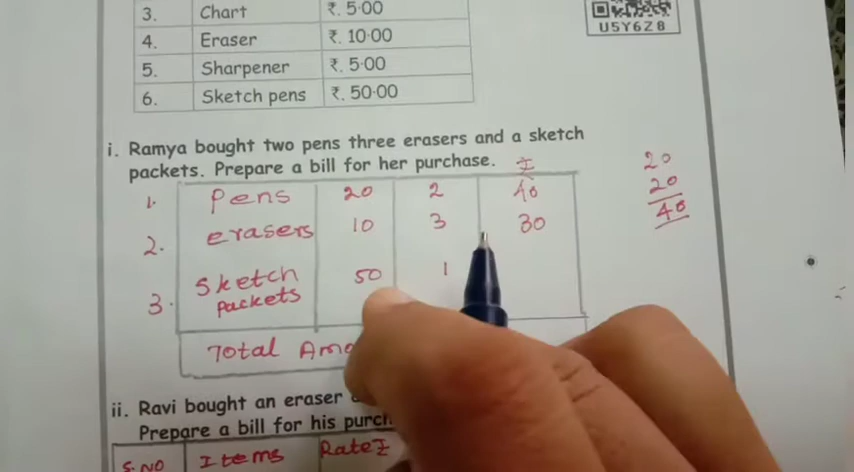 3. Chart ₹. 5·00
U5Y6Z8
4. Eraser ₹. 10·00
5. Sharpener ₹. 5·00
6. Sketch pens ₹. 50·00
i. Ramya bought two pens three erasers and a sketch
packets. Prepare a bill for her purchase.
₹
1. Pens 20 2 40
2. erasers 10 3 30
3. Sketch packets 50 1
Total
20
20
40
ii. Ravi bought an eraser
Prepare a bill for his
S.NO Items Rate ₹